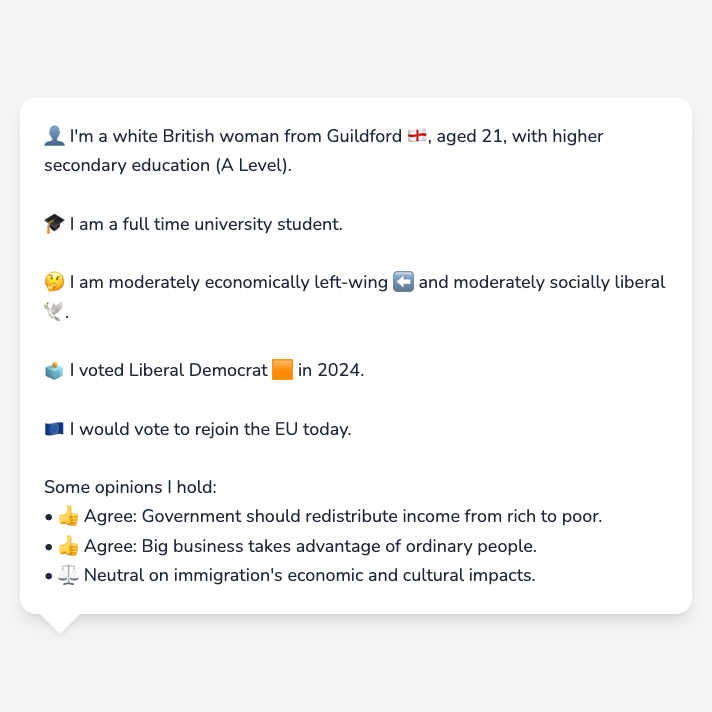 👤 I'm a white British woman from Guildford 🏴󠁧󠁢󠁥󠁮󠁧󠁿, aged 21, with higher
secondary education (A Level).
🎓 I am a full time university student.
🤔 I am moderately economically left-wing ⬅️ and moderately socially liberal
🕊️.
🗳️ I voted Liberal Democrat 🟧 in 2024.
🇪🇺 I would vote to rejoin the EU today.
Some opinions I hold:
• 👍 Agree: Government should redistribute income from rich to poor.
• 👍 Agree: Big business takes advantage of ordinary people.
• ⚖️ Neutral on immigration's economic and cultural impacts.